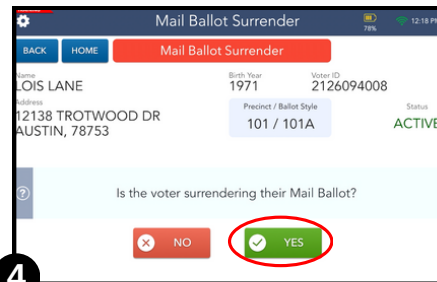 Mail Ballot Surrender
78%
12:18 PM
BACK
HOME
Mail Ballot Surrender
Name
LOIS LANE
Birth Year
1971
Voter ID
2126094008
Address
12138 TROTWOOD DR
AUSTIN, 78753
Precinct / Ballot Style
101 / 101A
Status
ACTIVE
?
Is the voter surrendering their Mail Ballot?
NO
YES
4